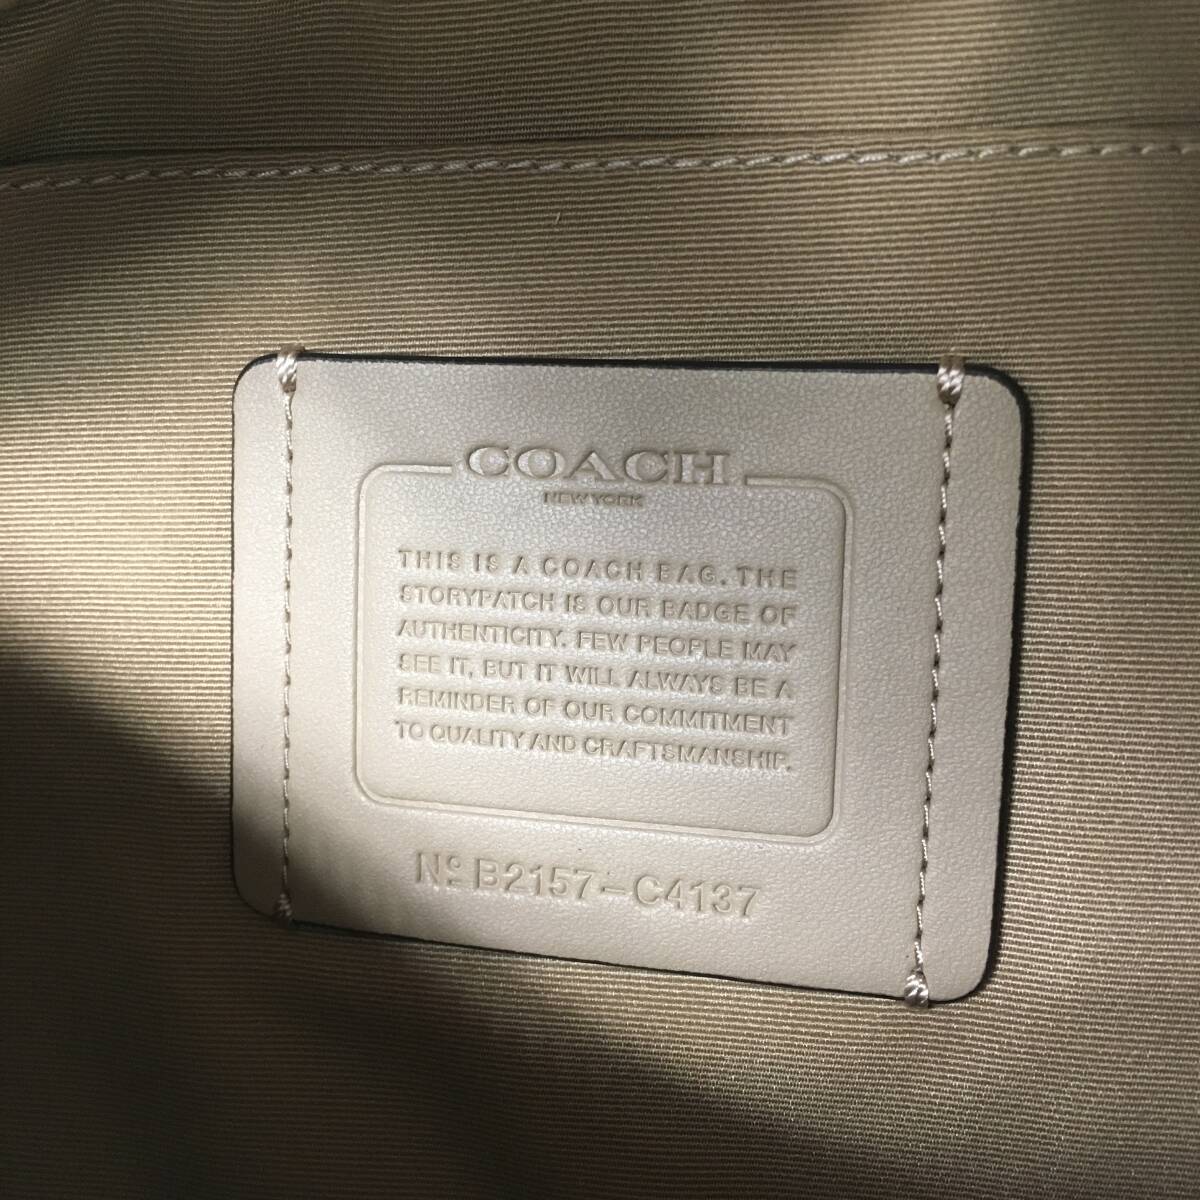 COACH
NEW YORK
THIS IS A COACH BAG. THE
STORYPATCH IS OUR BADGE OF
AUTHENTICITY. FEW PEOPLE MAY
SEE IT, BUT IT WILL ALWAYS BE A
REMINDER OF OUR COMMITMENT
TO QUALITY AND CRAFTSMANSHIP.
Nº B2157-C4137